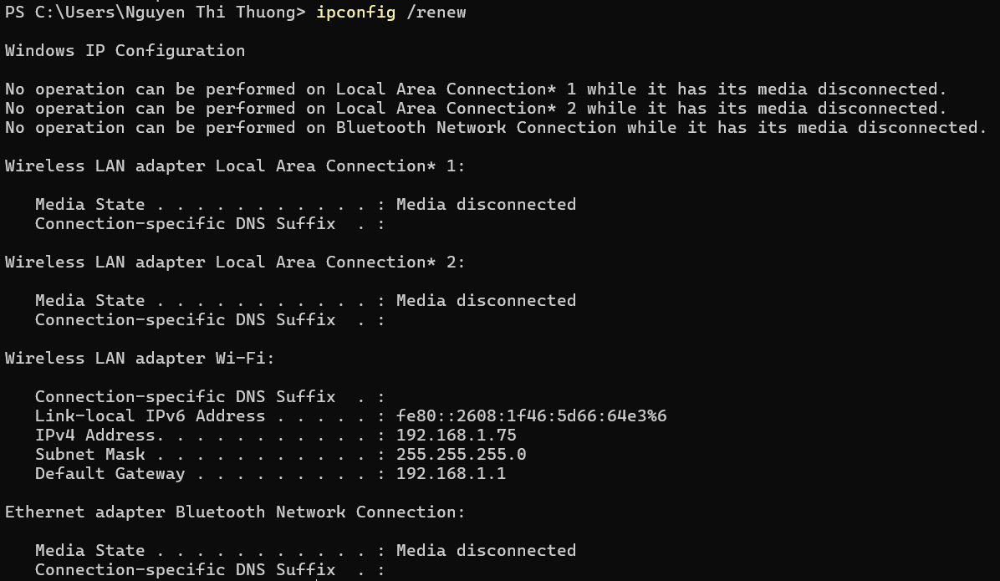 PS C:\Users\Nguyen Thi Thuong> ipconfig /renew
Windows IP Configuration
No operation can be performed on Local Area Connection* 1 while it has its media disconnected.
No operation can be performed on Local Area Connection* 2 while it has its media disconnected.
No operation can be performed on Bluetooth Network Connection while it has its media disconnected.
Wireless LAN adapter Local Area Connection* 1:
   Media State . . . . . . . . . . . : Media disconnected
   Connection-specific DNS Suffix  . :
Wireless LAN adapter Local Area Connection* 2:
   Media State . . . . . . . . . . . : Media disconnected
   Connection-specific DNS Suffix  . :
Wireless LAN adapter Wi-Fi:
   Connection-specific DNS Suffix  . :
   Link-local IPv6 Address . . . . . : fe80::2608:1f46:5d66:64e3%6
   IPv4 Address. . . . . . . . . . . : 192.168.1.75
   Subnet Mask . . . . . . . . . . . : 255.255.255.0
   Default Gateway . . . . . . . . . : 192.168.1.1
Ethernet adapter Bluetooth Network Connection:
   Media State . . . . . . . . . . . : Media disconnected
   Connection-specific DNS Suffix  . :